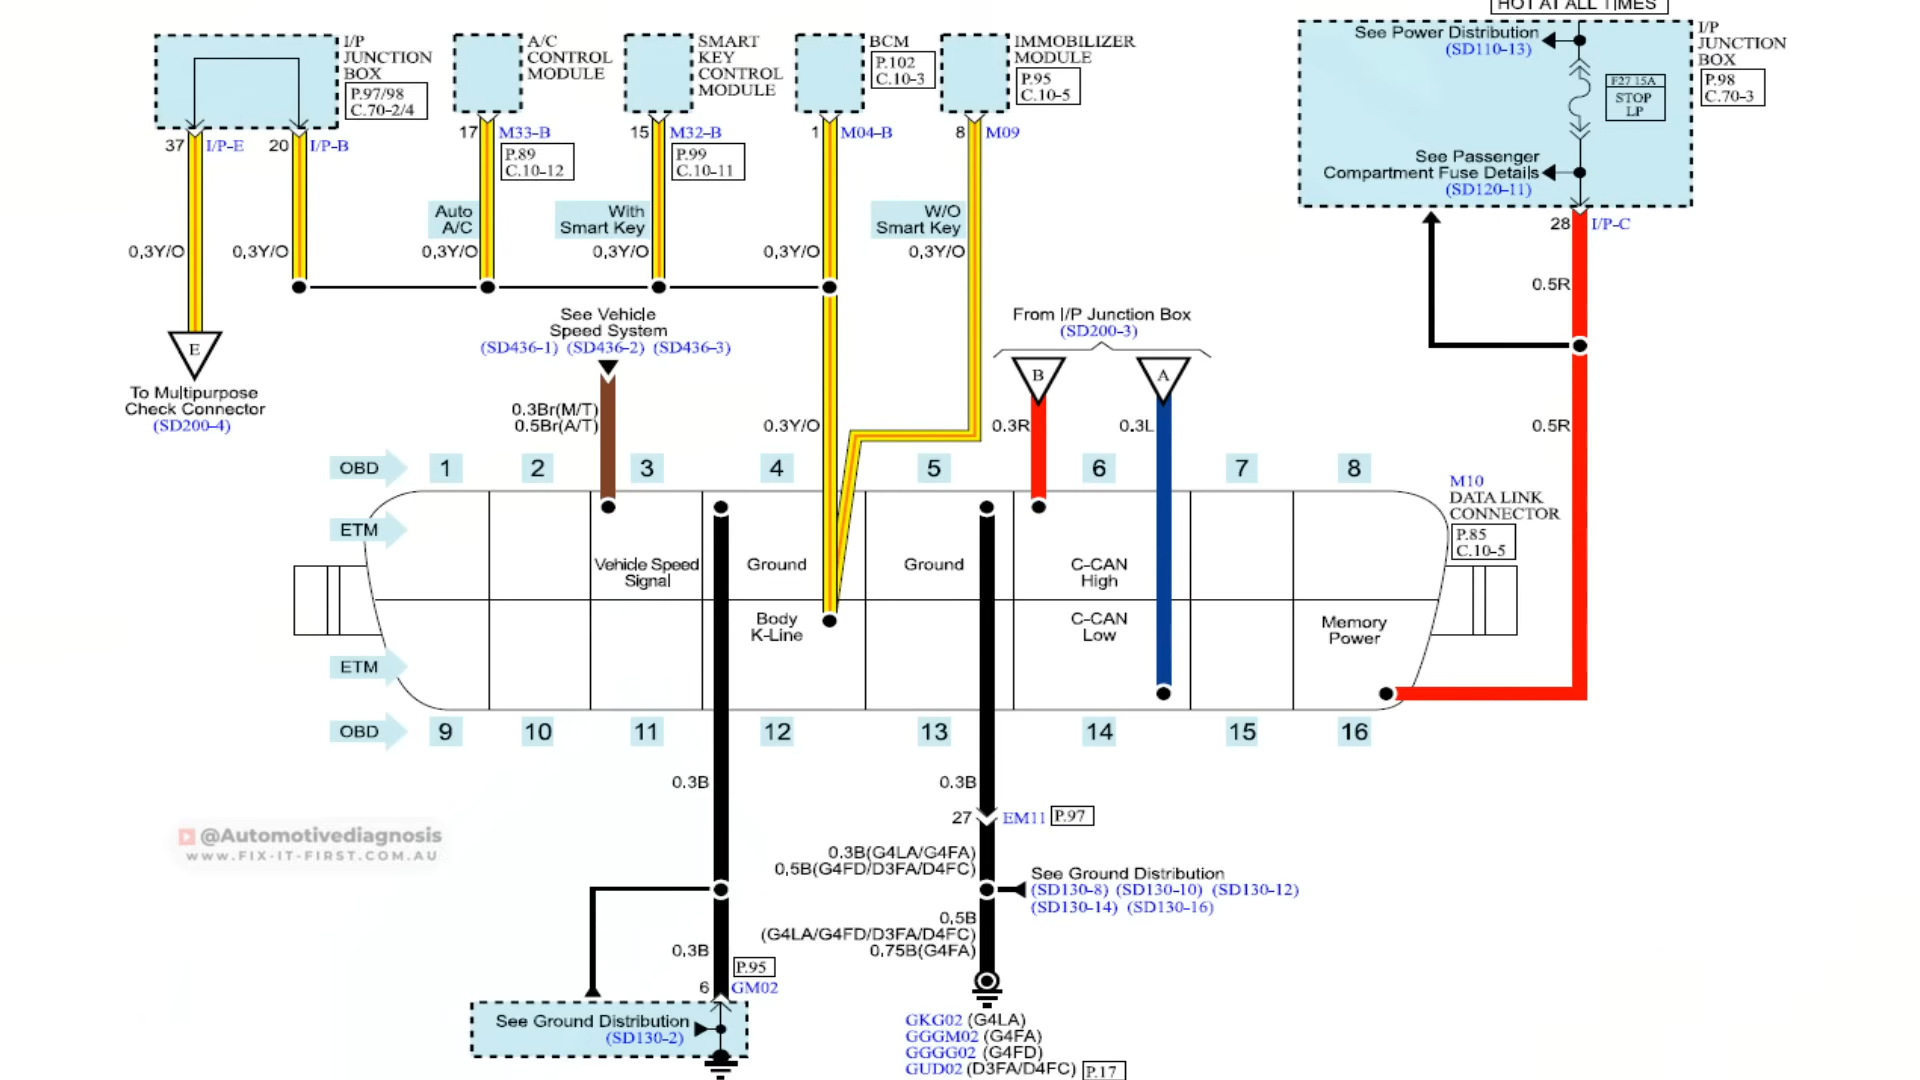 HOT AT ALL TIMES
I/P
JUNCTION
BOX
P.97/98
C.70-2/4
A/C
CONTROL
MODULE
SMART
KEY
CONTROL
MODULE
BCM
P.102
C.10-3
IMMOBILIZER
MODULE
P.95
C.10-5
See Power Distribution
(SD110-13)
F27 15A
STOP
LP
I/P
JUNCTION
BOX
P.98
C.70-3
See Passenger
Compartment Fuse Details
(SD120-11)
37 I/P-E
20 I/P-B
17 M33-B
P.89
C.10-12
15 M32-B
P.99
C.10-11
1 M04-B
8 M09
28 I/P-C
Auto
A/C
With
Smart Key
W/O
Smart Key
0,3Y/O
0,3Y/O
0,3Y/O
0,3Y/O
0,3Y/O
0,3Y/O
0.5R
E
To Multipurpose
Check Connector
(SD200-4)
See Vehicle
Speed System
(SD436-1) (SD436-2) (SD436-3)
From I/P Junction Box
(SD200-3)
B
A
0.3Br(M/T)
0.5Br(A/T)
0.3Y/O
0.3R
0.3L
0.5R
OBD
1
2
3
4
5
6
7
8
M10
DATA LINK
CONNECTOR
P.85
C.10-5
ETM
Vehicle Speed
Signal
Ground
Ground
C-CAN
High
Body
K-Line
C-CAN
Low
Memory
Power
ETM
OBD
9
10
11
12
13
14
15
16
0.3B
0.3B
27 EM11 P.97
@Automotivediagnosis
WWW.FIX-IT-FIRST.COM.AU
0.3B(G4LA/G4FA)
0,5B(G4FD/D3FA/D4FC)
See Ground Distribution
(SD130-8) (SD130-10) (SD130-12)
(SD130-14) (SD130-16)
0,5B
(G4LA/G4FD/D3FA/D4FC)
0,75B(G4FA)
0.3B
P.95
6 GM02
See Ground Distribution
(SD130-2)
GKG02 (G4LA)
GGGM02 (G4FA)
GGGG02 (G4FD)
GUD02 (D3FA/D4FC) P.17